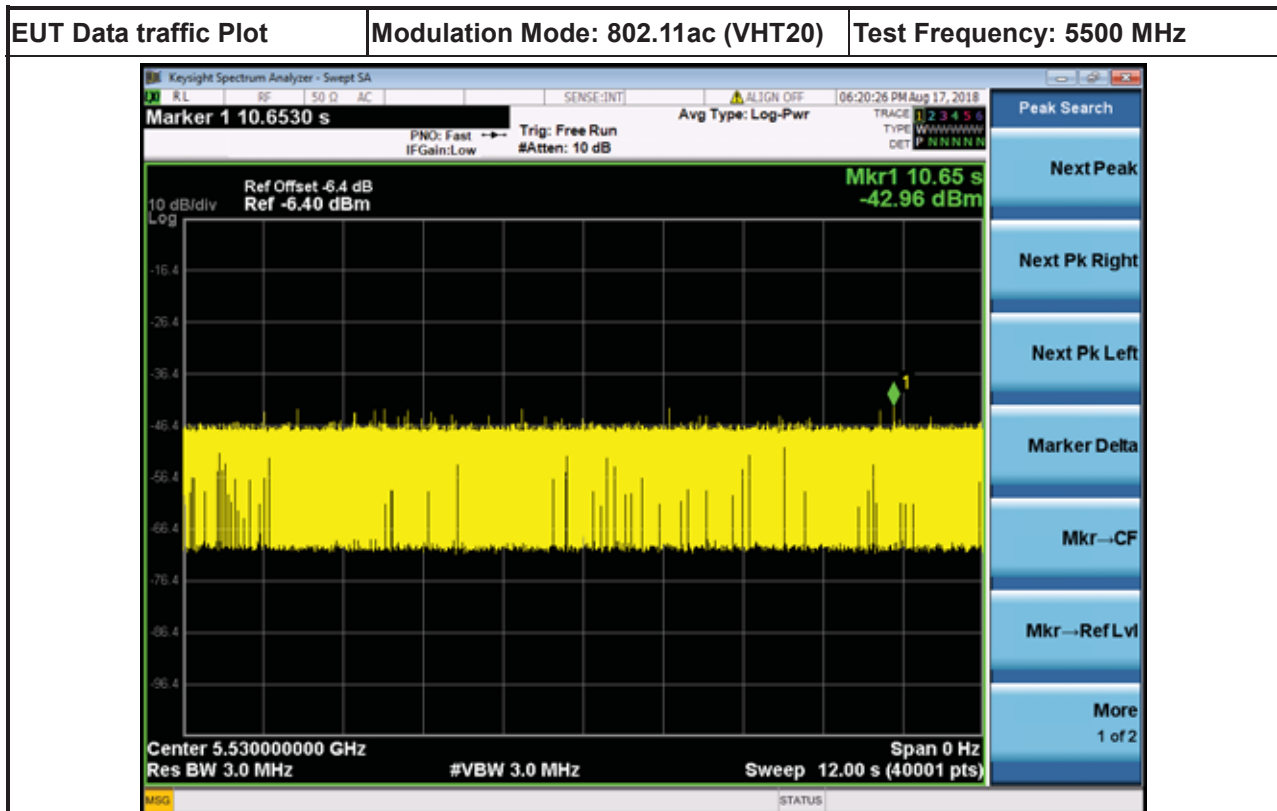 EUT Data traffic Plot Modulation Mode: 802.11ac (VHT20) Test Frequency: 5500 MHz
Keysight Spectrum Analyzer - Swept SA
RL RF 50 Ω AC SENSE:INT ALIGN OFF 06:20:26 PM Aug 17, 2018
Marker 1 10.6530 s
PNO: Fast
IFGain:Low
Trig: Free Run
#Atten: 10 dB
Avg Type: Log-Pwr
TRACE 1 2 3 4 5 6
TYPE WWWWWWW
DET P N N N N N
Peak Search
Mkr1 10.65 s
-42.96 dBm
Ref Offset -6.4 dB
10 dB/div Ref -6.40 dBm
Log
-16.4
-26.4
-36.4
-46.4
-56.4
-66.4
-76.4
-86.4
-96.4
1
Center 5.530000000 GHz Span 0 Hz
Res BW 3.0 MHz #VBW 3.0 MHz Sweep 12.00 s (40001 pts)
Next Peak
Next Pk Right
Next Pk Left
Marker Delta
Mkr→CF
Mkr→Ref Lvl
More
1 of 2
MSG STATUS